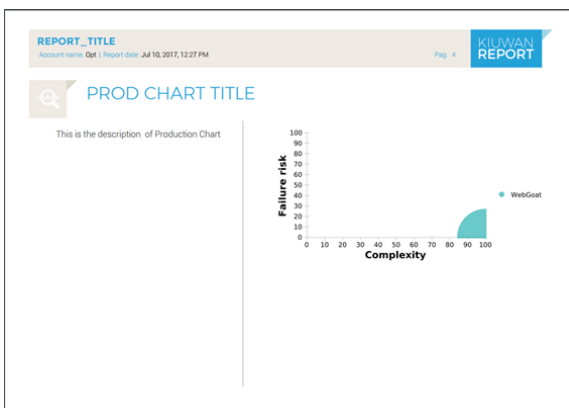 REPORT_TITLE
Account name: Opt | Report date: Jul 10, 2017, 12:27 PM
Pag. 4
KIUWAN
REPORT
PROD CHART TITLE
This is the description of Production Chart
Failure risk
100
90
80
70
60
50
40
30
20
10
0
0 10 20 30 40 50 60 70 80 90 100
Complexity
WebGoat